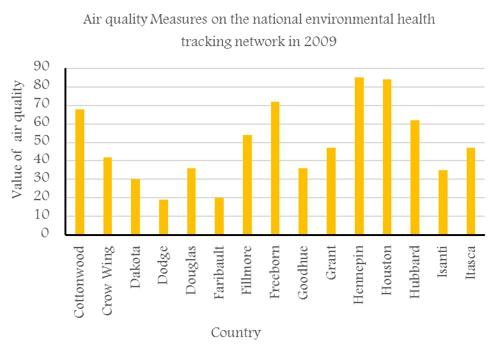 Air quality Measures on the national environmental health
tracking network in 2009
Value of air quality
90
80
70
60
50
40
30
20
10
0
Cottonwood
Crow Wing
Dakota
Dodge
Douglas
Faribault
Fillmore
Freeborn
Goodhue
Grant
Hennepin
Houston
Hubbard
Isanti
Itasca
Country